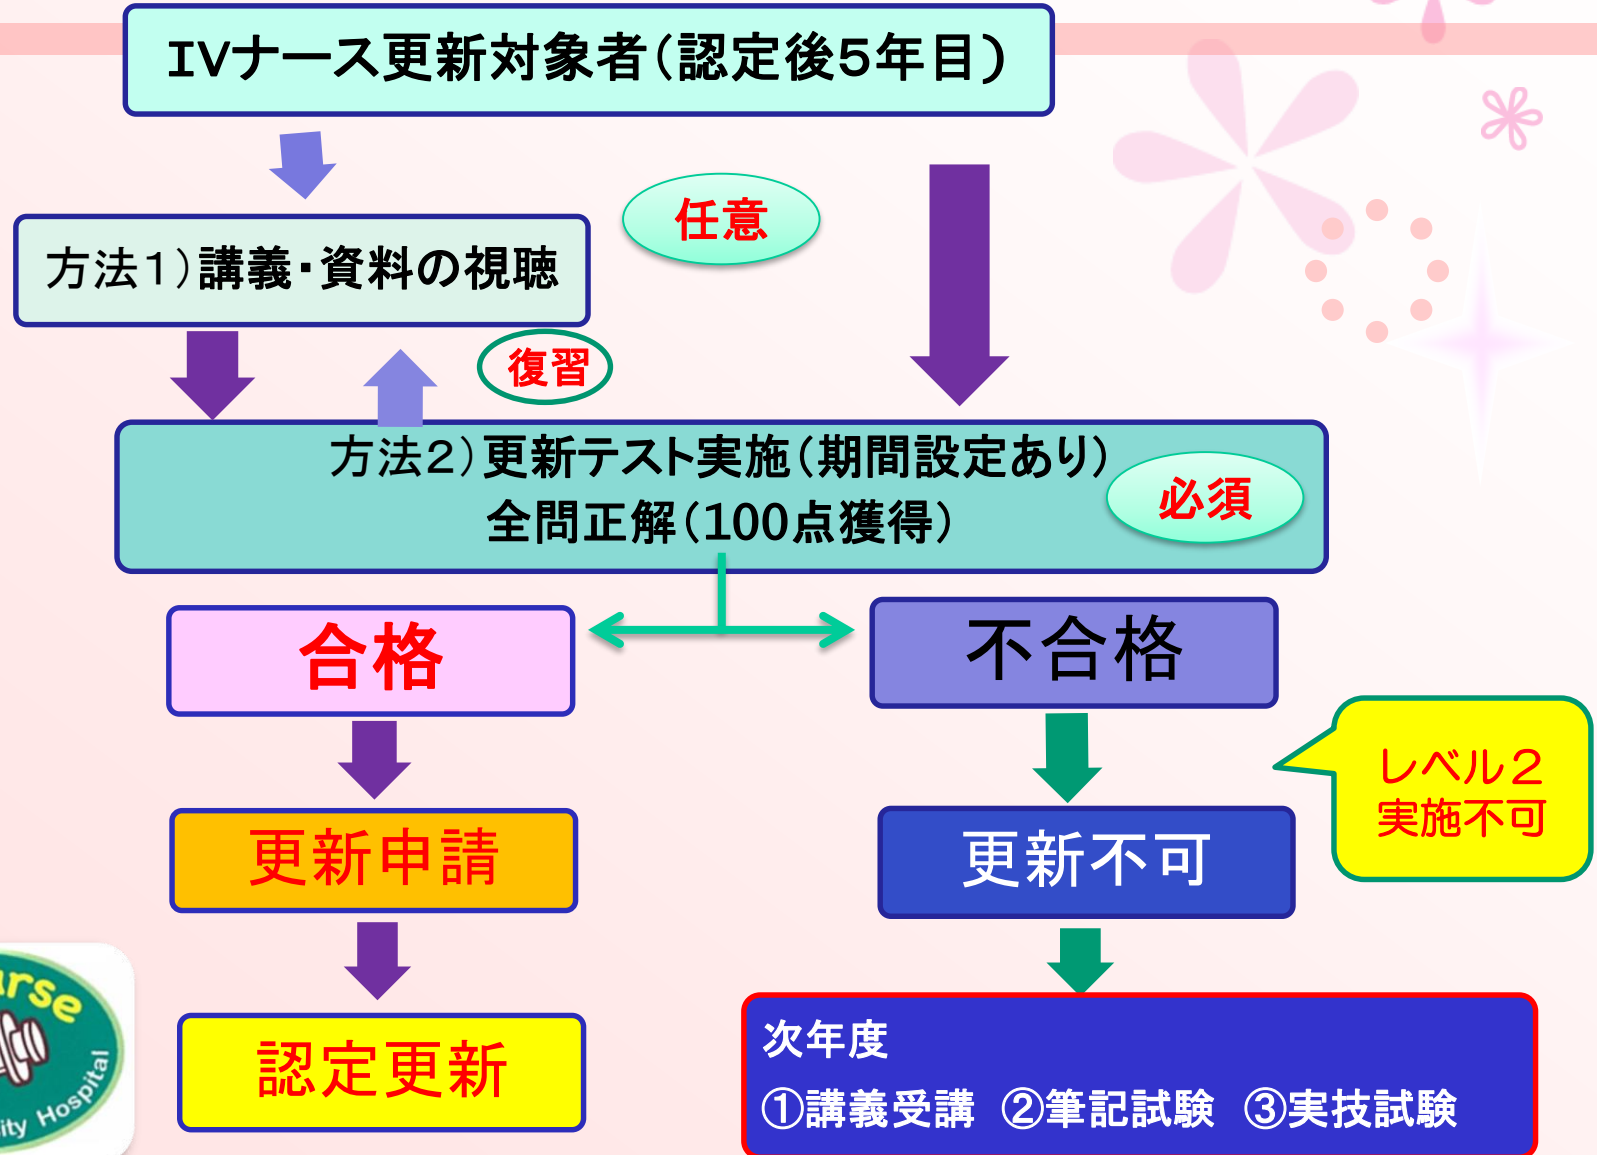 IVナース更新対象者(認定後5年目)
任意
方法1)講義・資料の視聴
復習
方法2)更新テスト実施(期間設定あり)
全問正解(100点獲得)
必須
合格
不合格
レベル2
実施不可
更新申請
更新不可
認定更新
次年度
①講義受講 ②筆記試験 ③実技試験
Hospital